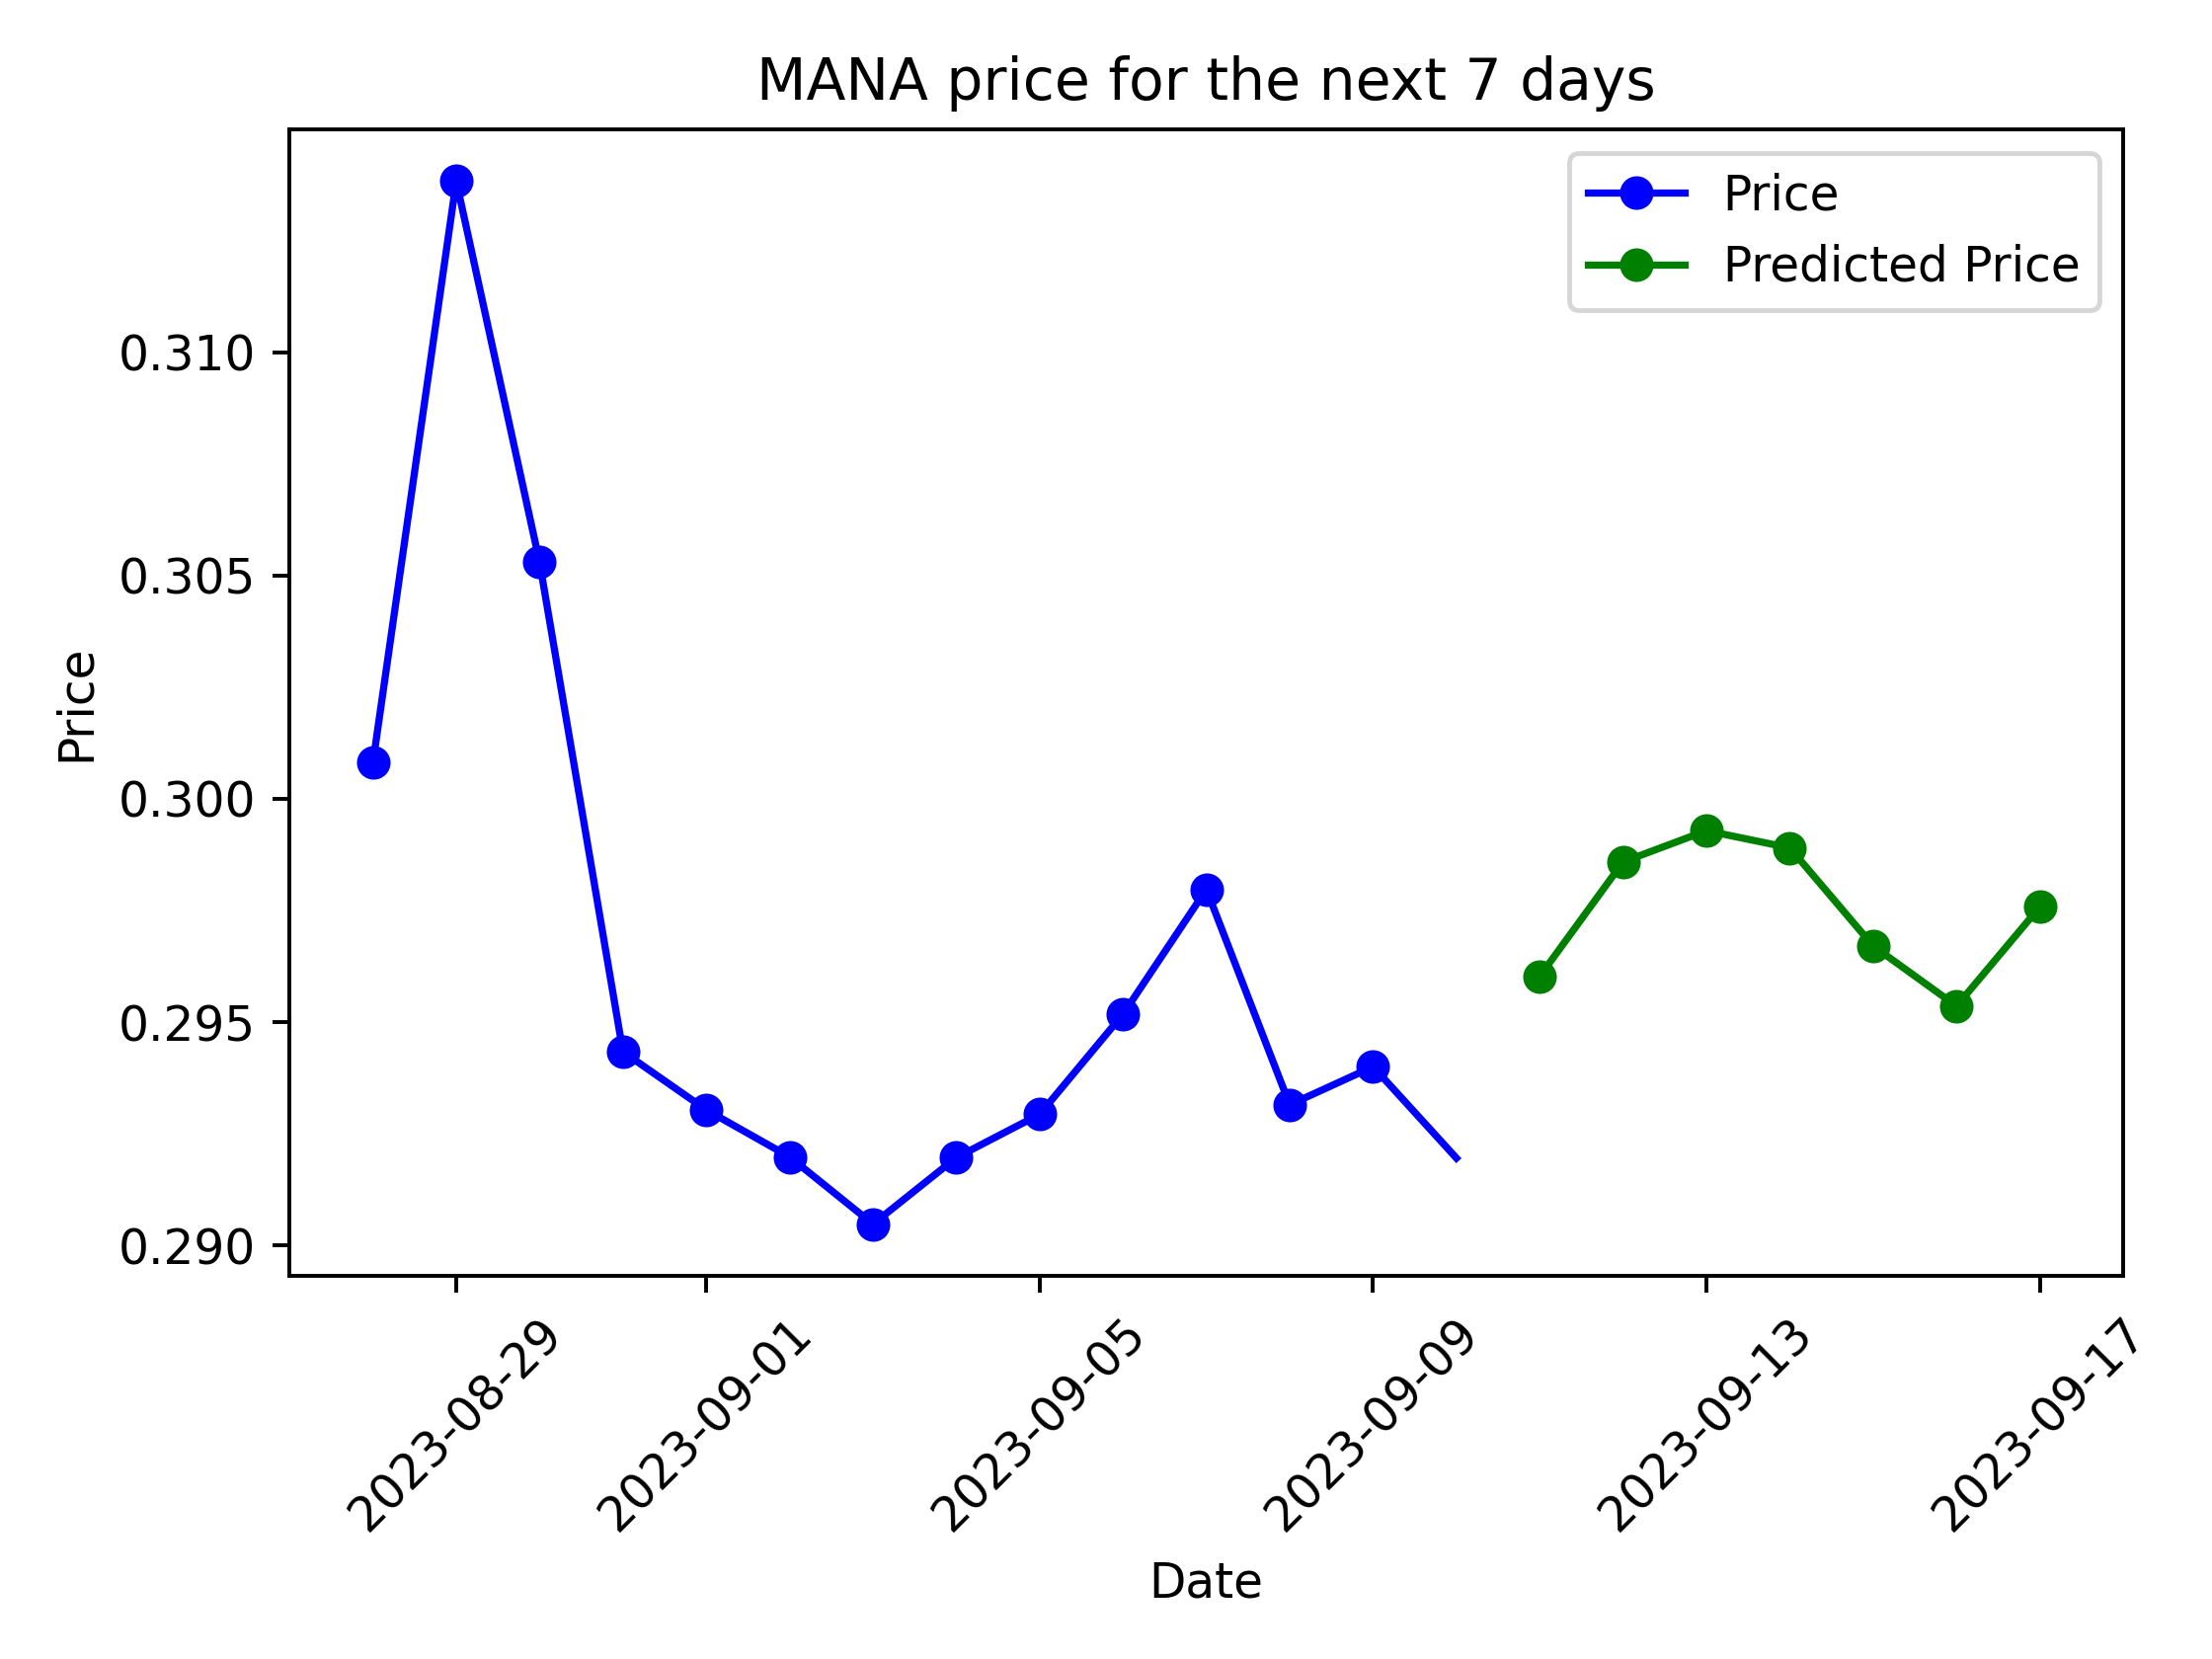 MANA price for the next 7 days
Price
Predicted Price
0.310
0.305
0.300
0.295
0.290
Price
2023-08-29
2023-09-01
2023-09-05
2023-09-09
2023-09-13
2023-09-17
Date